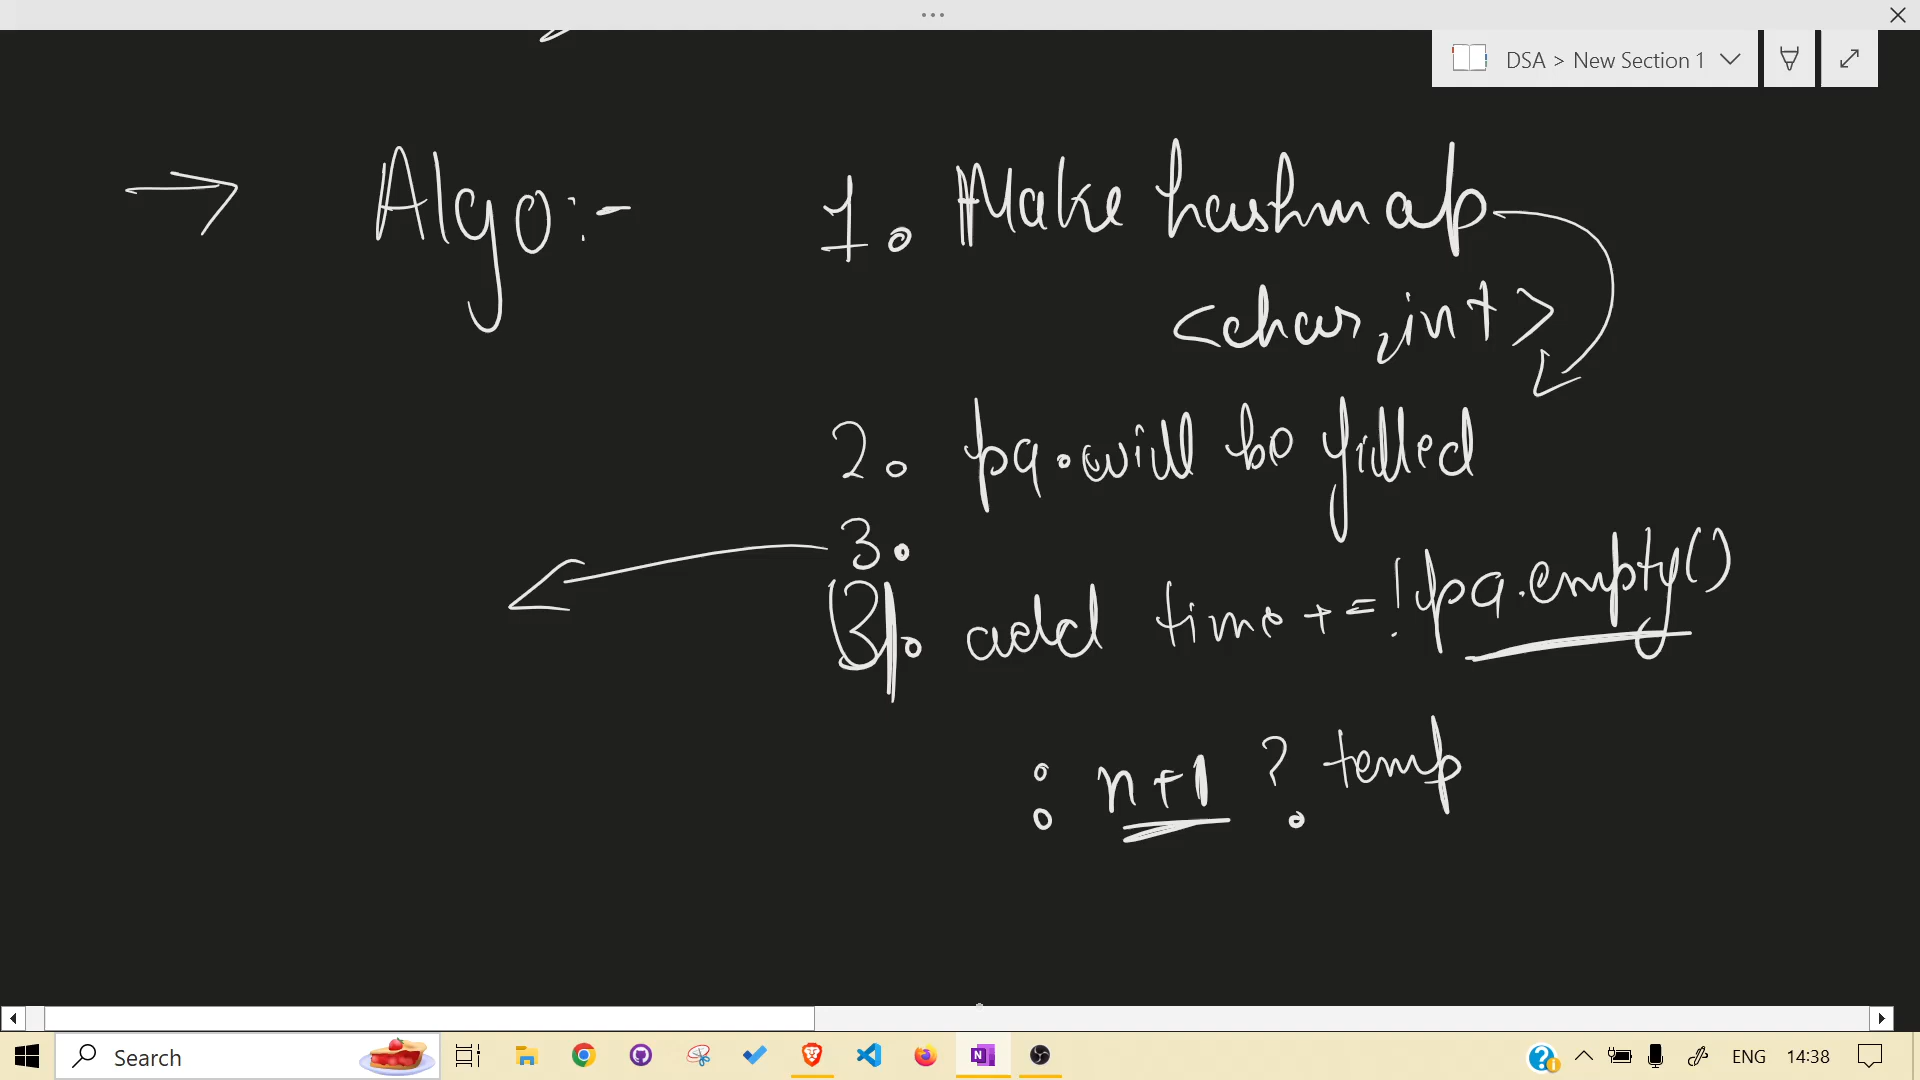 DSA > New Section 1
→ Algo:- 1. Make hashmap
<char, int>
2. pq. will be filled
3.
3. add time += !pq.empty()
: n+1 ? temp
Search
ENG 14:38